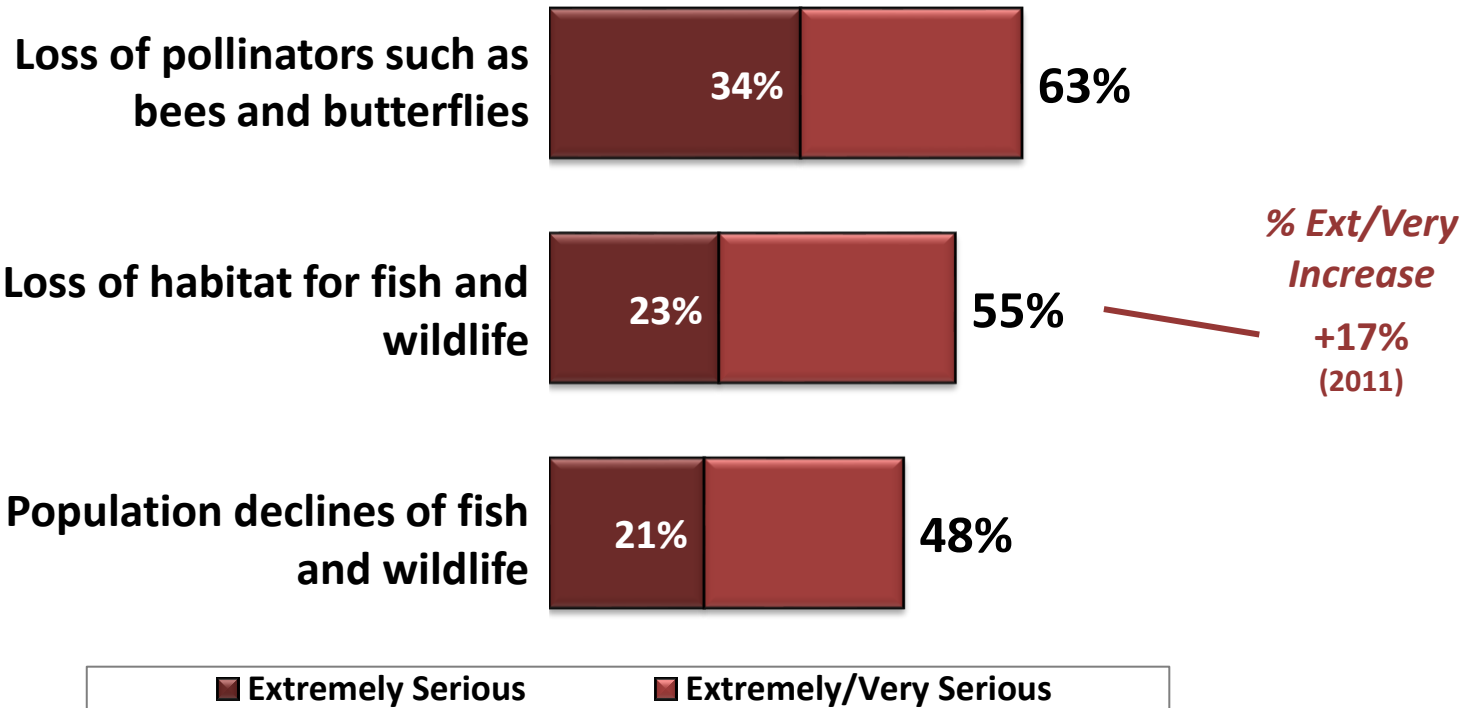 Loss of pollinators such as
bees and butterflies
34%
63%
Loss of habitat for fish and
wildlife
23%
55%
% Ext/Very
Increase
+17%
(2011)
Population declines of fish
and wildlife
21%
48%
Extremely Serious
Extremely/Very Serious